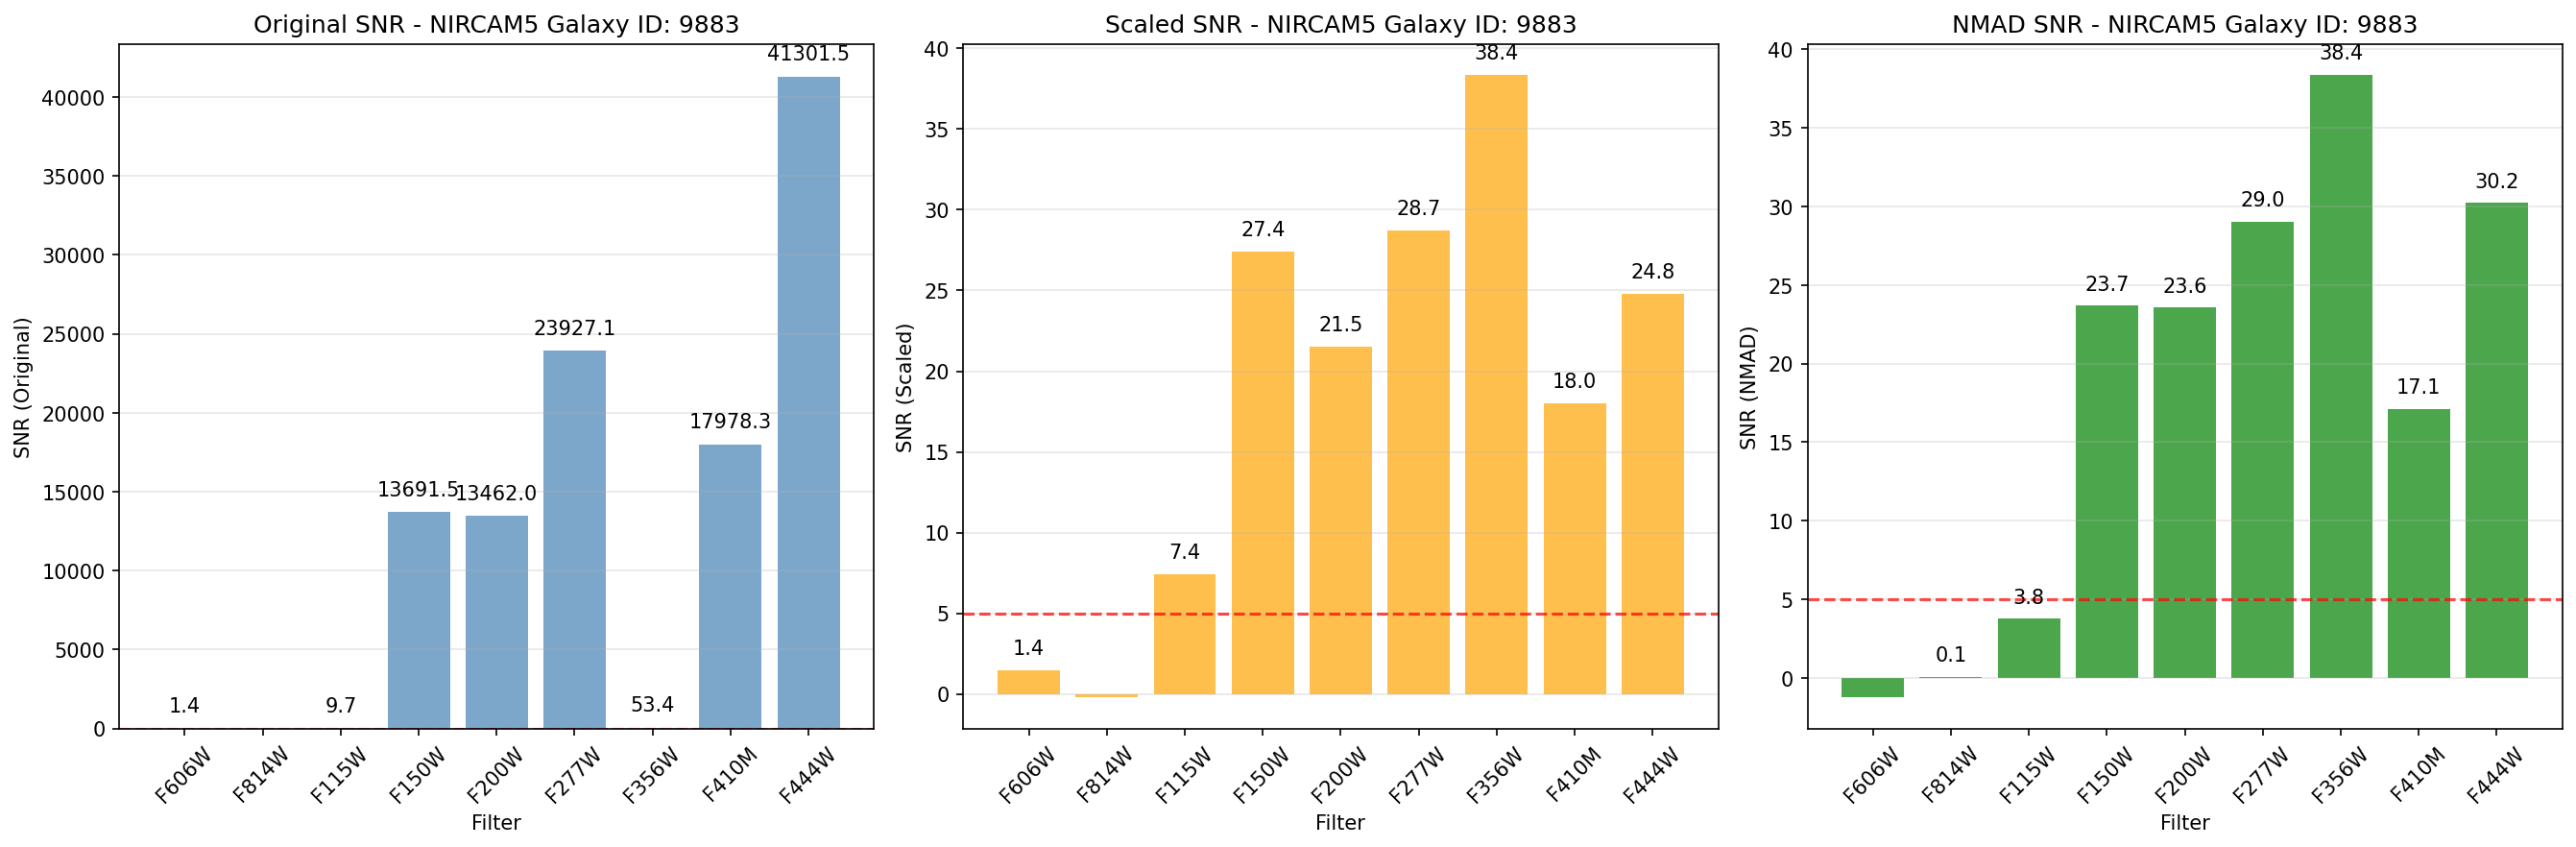 Original SNR - NIRCAM5 Galaxy ID: 9883
SNR (Original)
40000
35000
30000
25000
20000
15000
10000
5000
0
1.4
9.7
13691.5
13462.0
23927.1
53.4
17978.3
41301.5
F606W
F814W
F115W
F150W
F200W
F277W
F356W
F410M
F444W
Filter
Scaled SNR - NIRCAM5 Galaxy ID: 9883
SNR (Scaled)
40
35
30
25
20
15
10
5
0
1.4
7.4
27.4
21.5
28.7
38.4
18.0
24.8
F606W
F814W
F115W
F150W
F200W
F277W
F356W
F410M
F444W
Filter
NMAD SNR - NIRCAM5 Galaxy ID: 9883
SNR (NMAD)
40
35
30
25
20
15
10
5
0
0.1
3.8
23.7
23.6
29.0
38.4
17.1
30.2
F606W
F814W
F115W
F150W
F200W
F277W
F356W
F410M
F444W
Filter